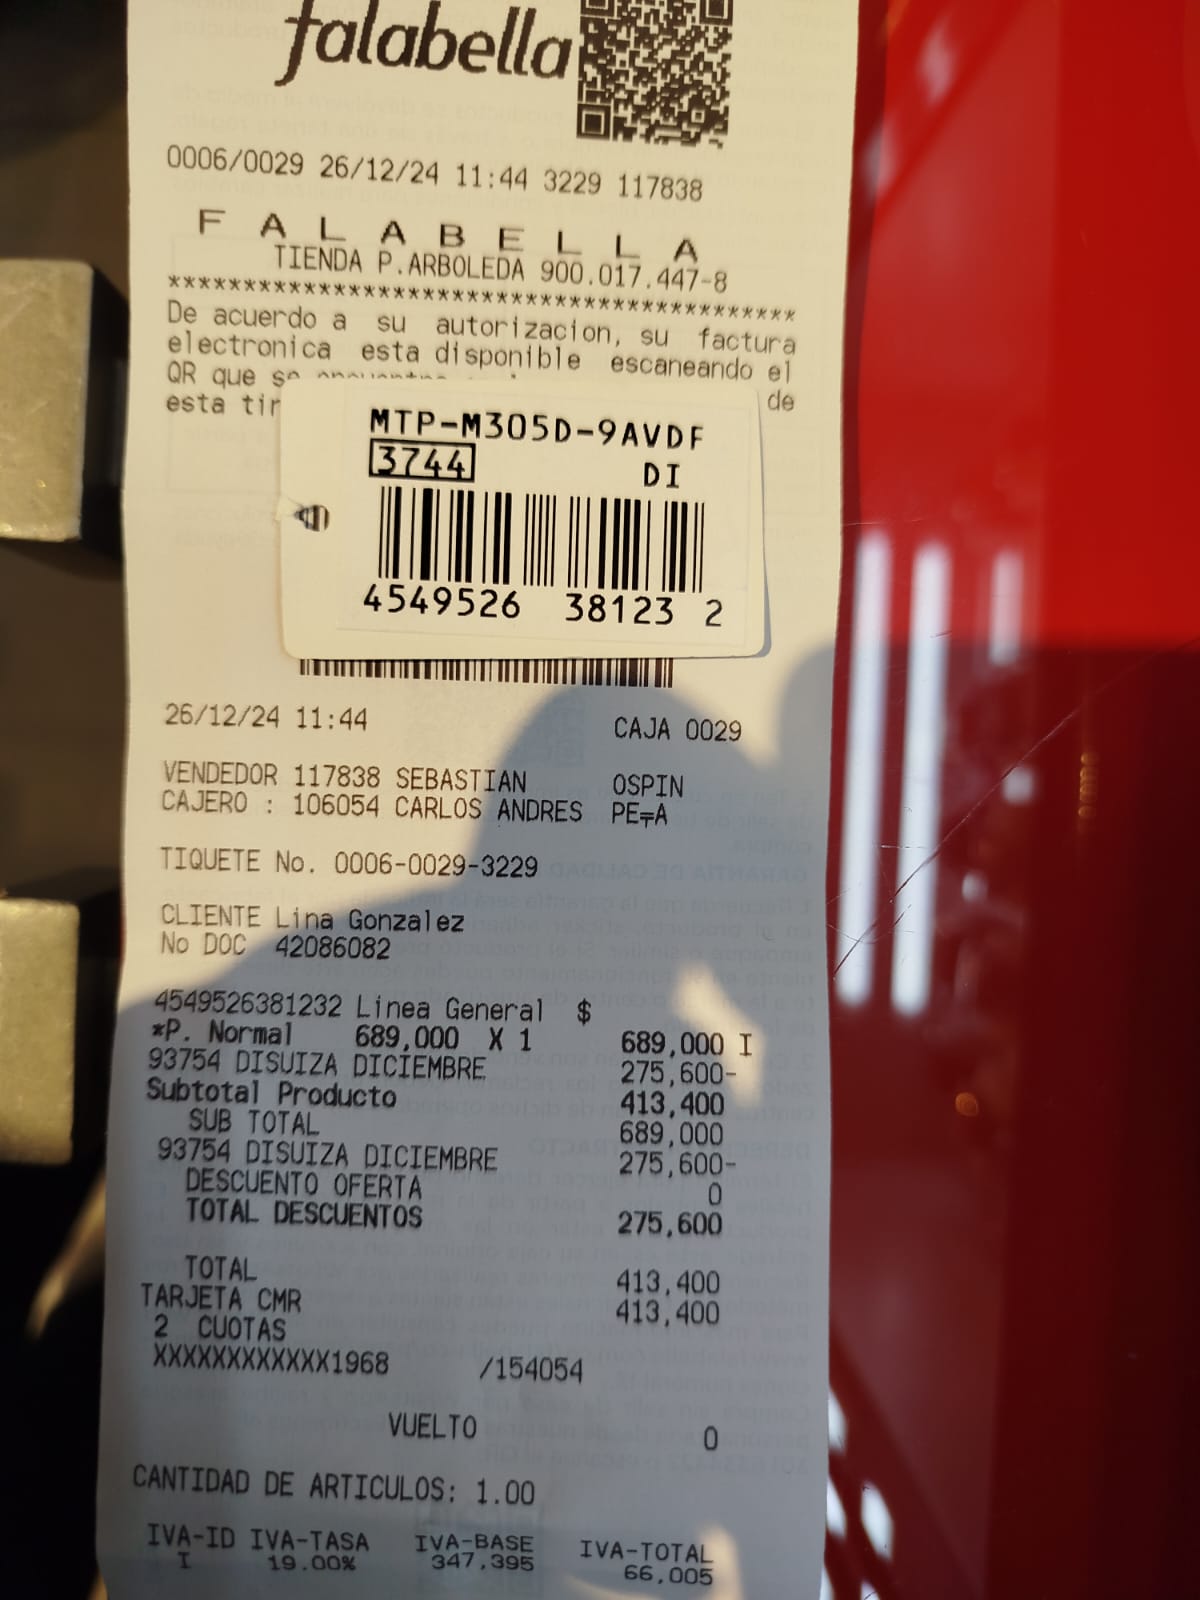 falabella
0006/0029 26/12/24 11:44 3229 117838
F A L A B E L L A
TIENDA P.ARBOLEDA 900.017.447-8
******************************************
De acuerdo a su autorizacion, su factura
electronica esta disponible escaneando el
QR que se
de
esta
MTP-M305D-9AVDF
3744
DI
4549526 38123 2
26/12/24 11:44 CAJA 0029
VENDEDOR 117838 SEBASTIAN OSPIN
CAJERO : 106054 CARLOS ANDRES PE╤A
TIQUETE No. 0006-0029-3229
CLIENTE Lina Gonzalez
No DOC 42086082
4549526381232 Linea General $
*P. Normal 689,000 X 1 689,000 I
93754 DISUIZA DICIEMBRE 275,600-
Subtotal Producto 413,400
SUB TOTAL 689,000
93754 DISUIZA DICIEMBRE 275,600-
DESCUENTO OFERTA 0
TOTAL DESCUENTOS 275,600
TOTAL 413,400
TARJETA CMR 413,400
2 CUOTAS
XXXXXXXXXXXX1968 /154054
VUELTO 0
CANTIDAD DE ARTICULOS: 1.00
IVA-ID IVA-TASA IVA-BASE IVA-TOTAL
I 19.00% 347,395 66,005